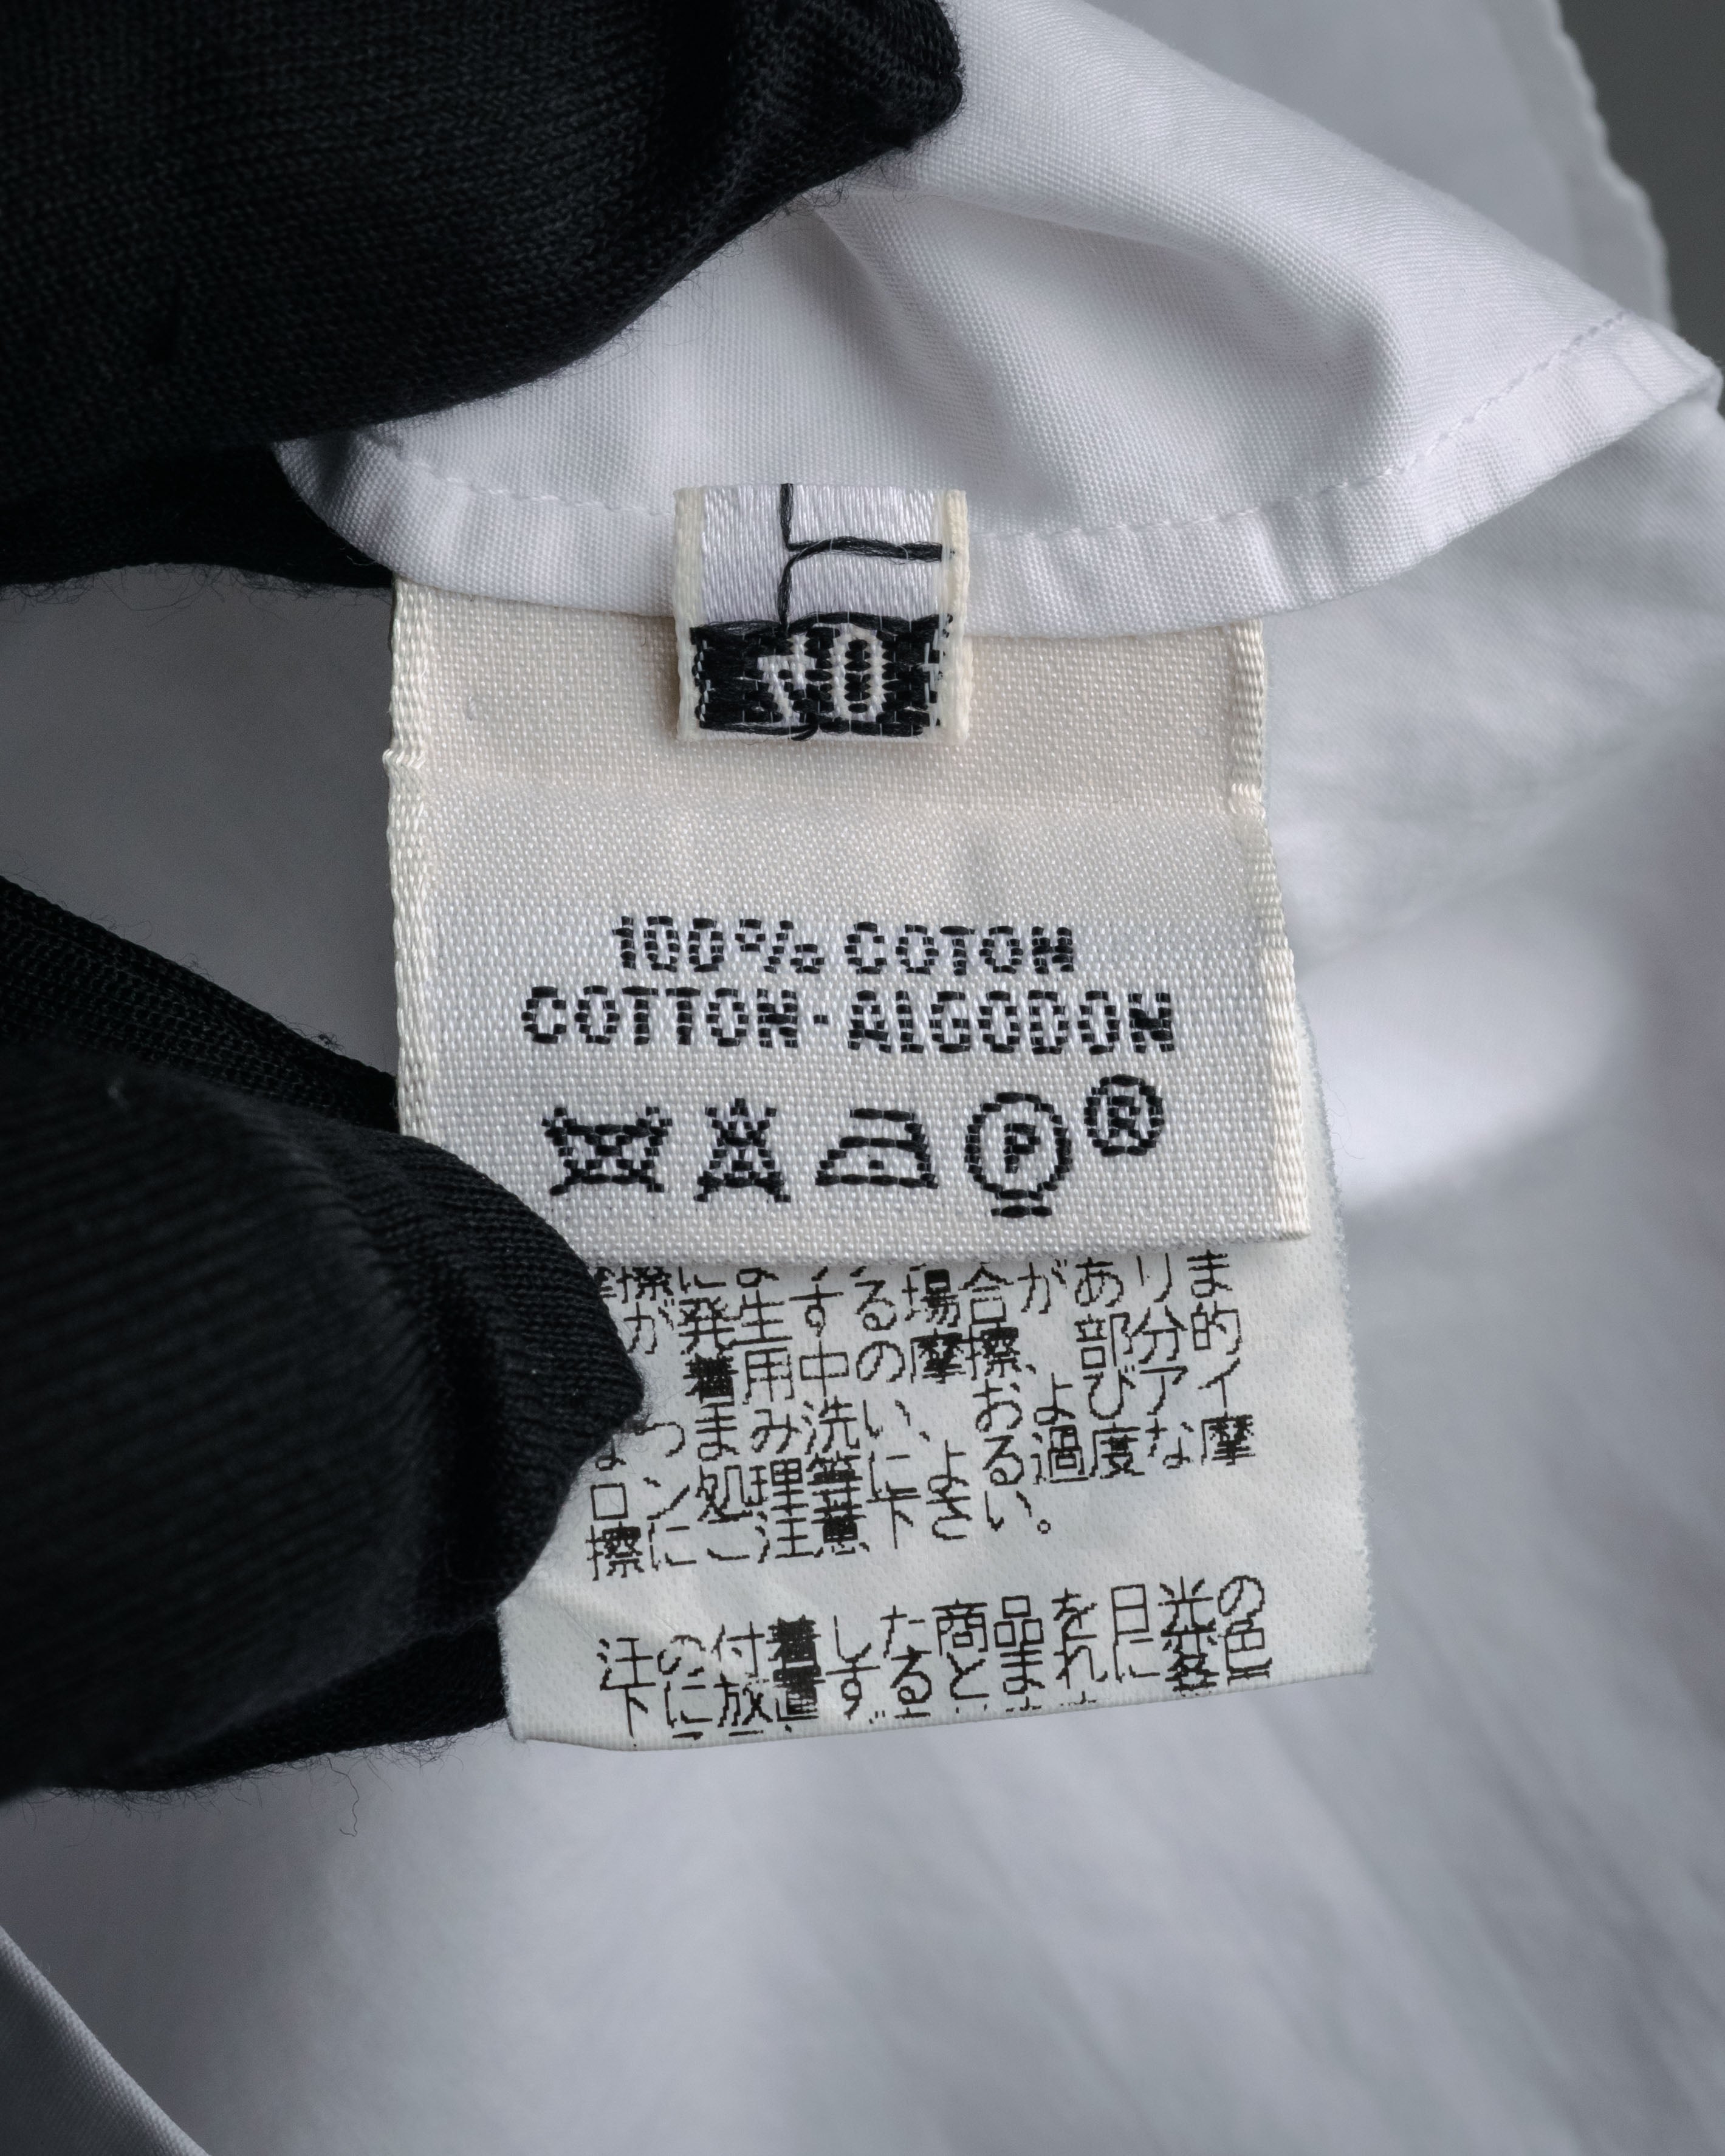 100% COTON
COTTON·ALGODON
P ®
擦によ る場合がありま
が発生する場合がありま
着用中の摩擦、部分的
つまみ洗い、およびアイ
ロン処理等による過度な摩
擦にご注意下さい。
汗の付着した商品を日光の
下に放置するとまれに変色